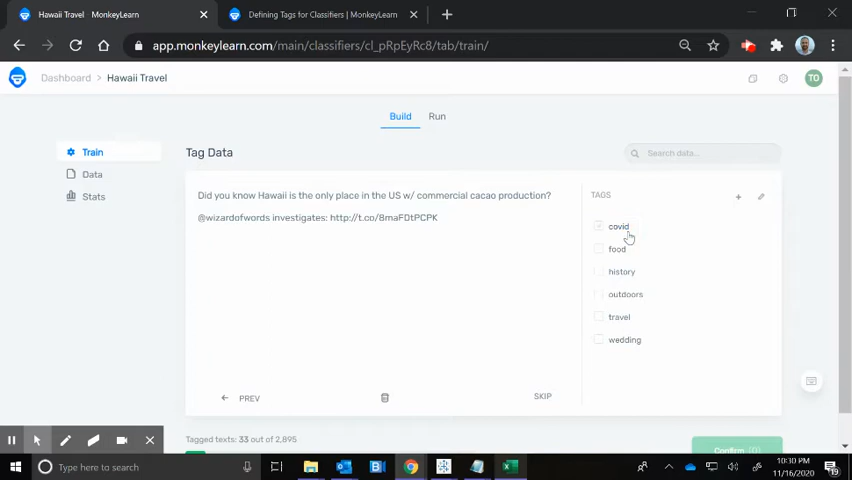 Hawaii Travel - MonkeyLearn
Defining Tags for Classifiers | MonkeyLearn
app.monkeylearn.com/main/classifiers/cl_pRpEyRc8/tab/train/
Dashboard > Hawaii Travel
TO
Build
Run
Train
Data
Stats
Tag Data
Search data...
Did you know Hawaii is the only place in the US w/ commercial cacao production?
@wizardofwords investigates: http://t.co/8maFDtPCPK
TAGS
covid
food
history
outdoors
travel
wedding
PREV
SKIP
Tagged texts: 33 out of 2,895
Confirm (0)
Type here to search
10:30 PM
11/16/2020
19